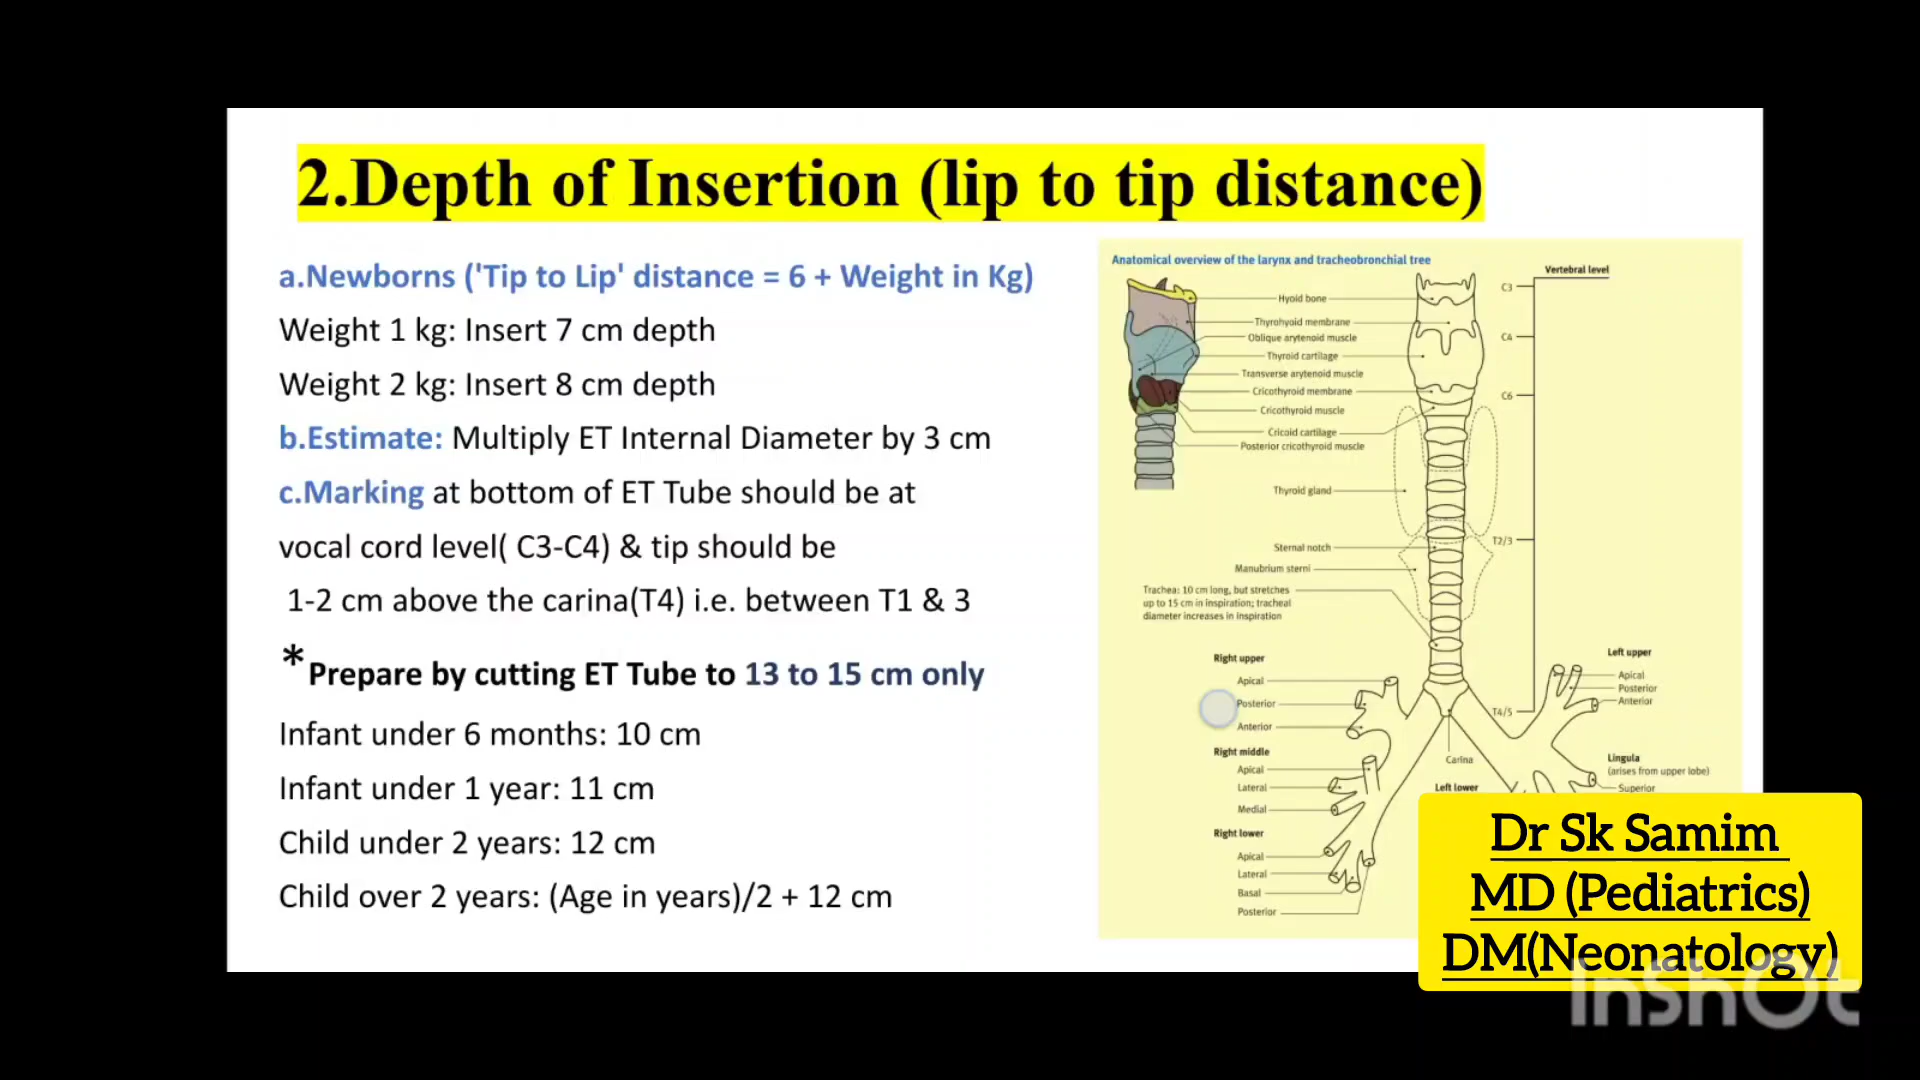 2.Depth of Insertion (lip to tip distance)
a.Newborns ('Tip to Lip' distance = 6 + Weight in Kg)
Weight 1 kg: Insert 7 cm depth
Weight 2 kg: Insert 8 cm depth
b.Estimate: Multiply ET Internal Diameter by 3 cm
c.Marking at bottom of ET Tube should be at
vocal cord level( C3-C4) & tip should be
1-2 cm above the carina(T4) i.e. between T1 & 3
*Prepare by cutting ET Tube to 13 to 15 cm only
Infant under 6 months: 10 cm
Infant under 1 year: 11 cm
Child under 2 years: 12 cm
Child over 2 years: (Age in years)/2 + 12 cm
Anatomical overview of the larynx and tracheobronchial tree
Vertebral level
C3
Hyoid bone
Thyrohyoid membrane
C4
Oblique arytenoid muscle
Thyroid cartilage
Transverse arytenoid muscle
Cricothyroid membrane
C6
Cricothyroid muscle
Cricoid cartilage
Posterior cricothyroid muscle
Thyroid gland
T2/3
Sternal notch
Manubrium sterni
Trachea: 10 cm long, but stretches
up to 15 cm in inspiration; tracheal
diameter increases in inspiration
Right upper
Apical
Posterior
Anterior
Right middle
Apical
Lateral
Medial
Right lower
Apical
Lateral
Basal
Posterior
T4/5
Carina
Left lower
Left upper
Apical
Posterior
Anterior
Lingula
(arises from upper lobe)
Superior
Dr Sk Samim
MD (Pediatrics)
DM(Neonatology)
InShOt